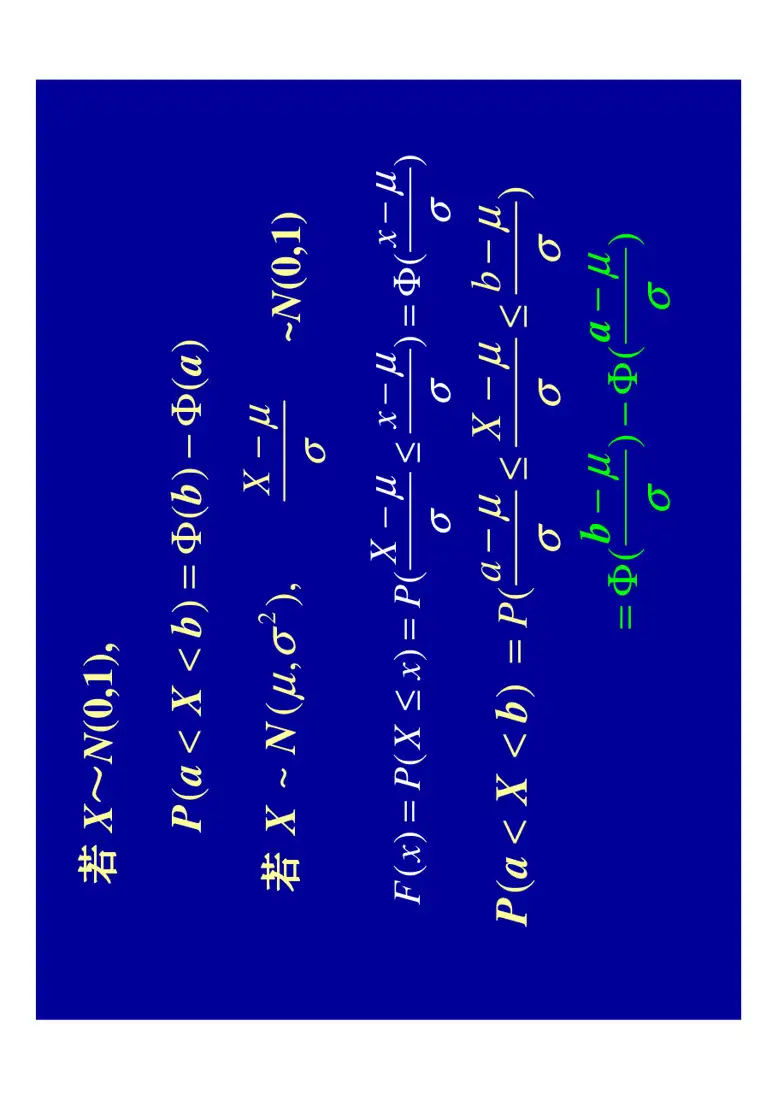 若 X～N(0,1),
P(a < X < b) = Φ(b) − Φ(a)
若 X ~ N(μ,σ²), (X − μ)/σ ~N(0,1)
F(x) = P(X ≤ x) = P((X − μ)/σ ≤ (x − μ)/σ) = Φ((x − μ)/σ)
P(a < X < b) = P((a − μ)/σ ≤ (X − μ)/σ ≤ (b − μ)/σ)
= Φ((b − μ)/σ) − Φ((a − μ)/σ)